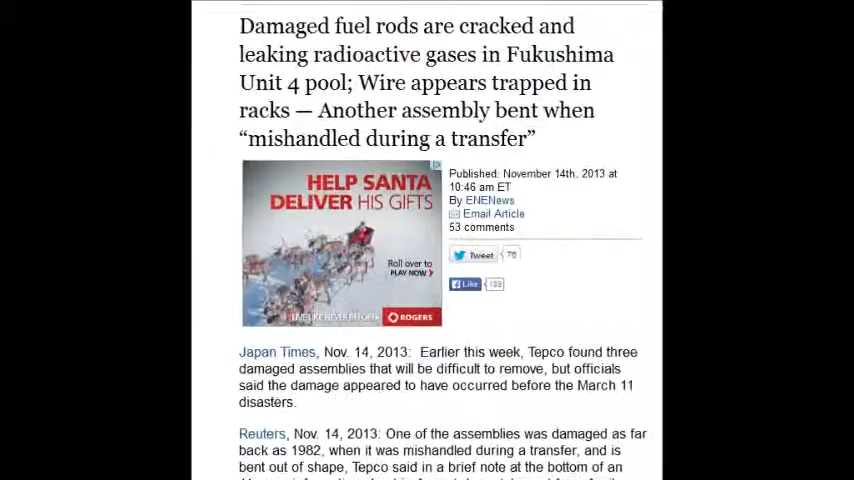 Damaged fuel rods are cracked and
leaking radioactive gases in Fukushima
Unit 4 pool; Wire appears trapped in
racks — Another assembly bent when
“mishandled during a transfer”
HELP SANTA
DELIVER HIS GIFTS
Roll over to
PLAY NOW
ROGERS
Published: November 14th, 2013 at
10:46 am ET
By ENENews
Email Article
53 comments
Tweet 76
Like
Japan Times, Nov. 14, 2013: Earlier this week, Tepco found three
damaged assemblies that will be difficult to remove, but officials
said the damage appeared to have occurred before the March 11
disasters.
Reuters, Nov. 14, 2013: One of the assemblies was damaged as far
back as 1982, when it was mishandled during a transfer, and is
bent out of shape, Tepco said in a brief note at the bottom of an